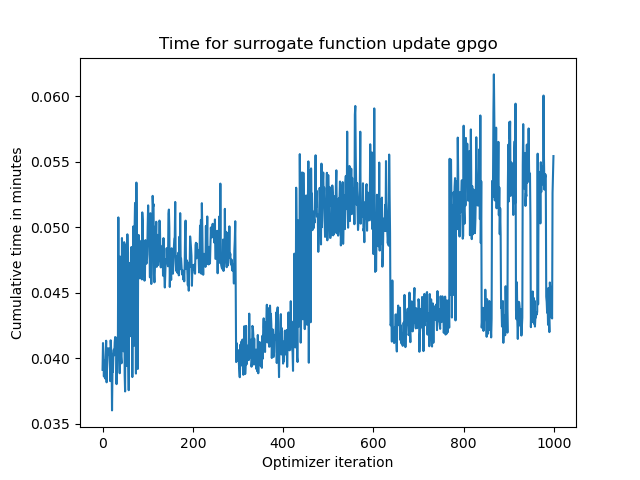 Time for surrogate function update gpgo
0.060
0.055
0.050
0.045
0.040
0.035
Cumulative time in minutes
0 200 400 600 800 1000
Optimizer iteration